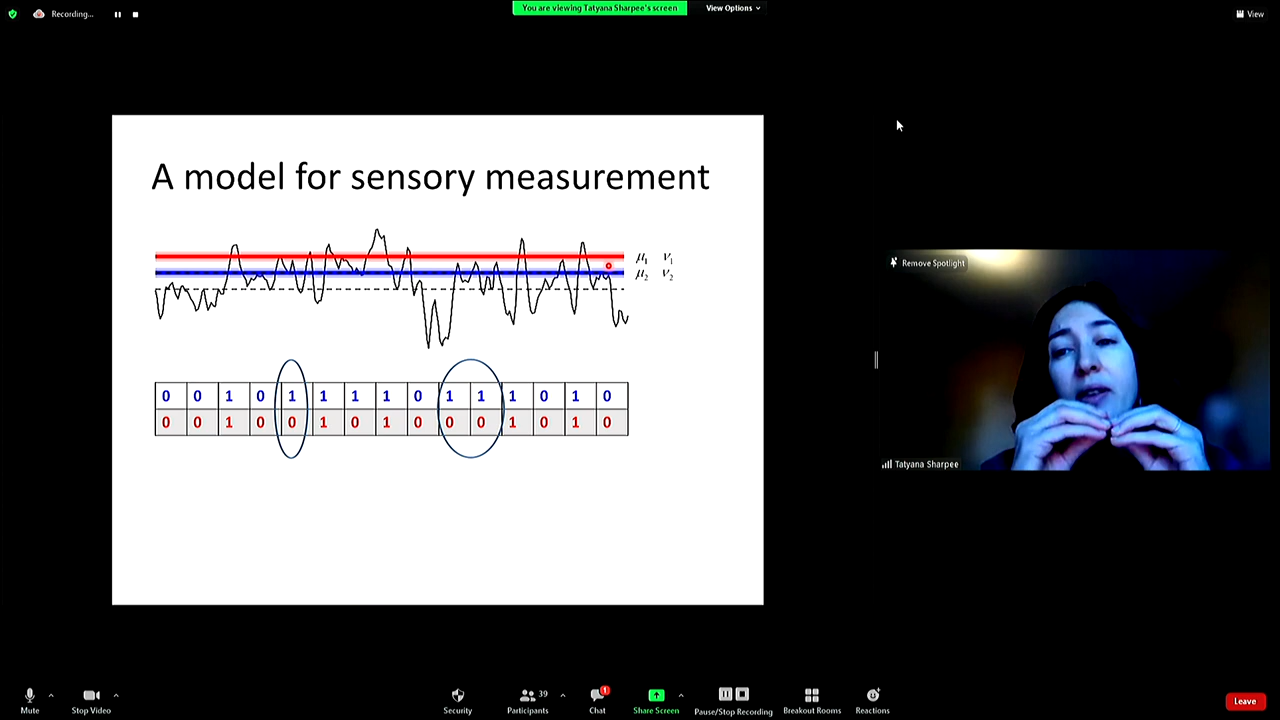 Recording...
You are viewing Tatyana Sharpee's screen
View Options
View
A model for sensory measurement
μ1 ν1
μ2 ν2
0 0 1 0 1 1 1 1 0 1 1 1 0 1 0
0 0 1 0 0 1 0 1 0 0 0 1 0 1 0
Remove Spotlight
Tatyana Sharpee
Mute
Stop Video
Security
Participants
39
Chat
1
Share Screen
Pause/Stop Recording
Breakout Rooms
Reactions
Leave